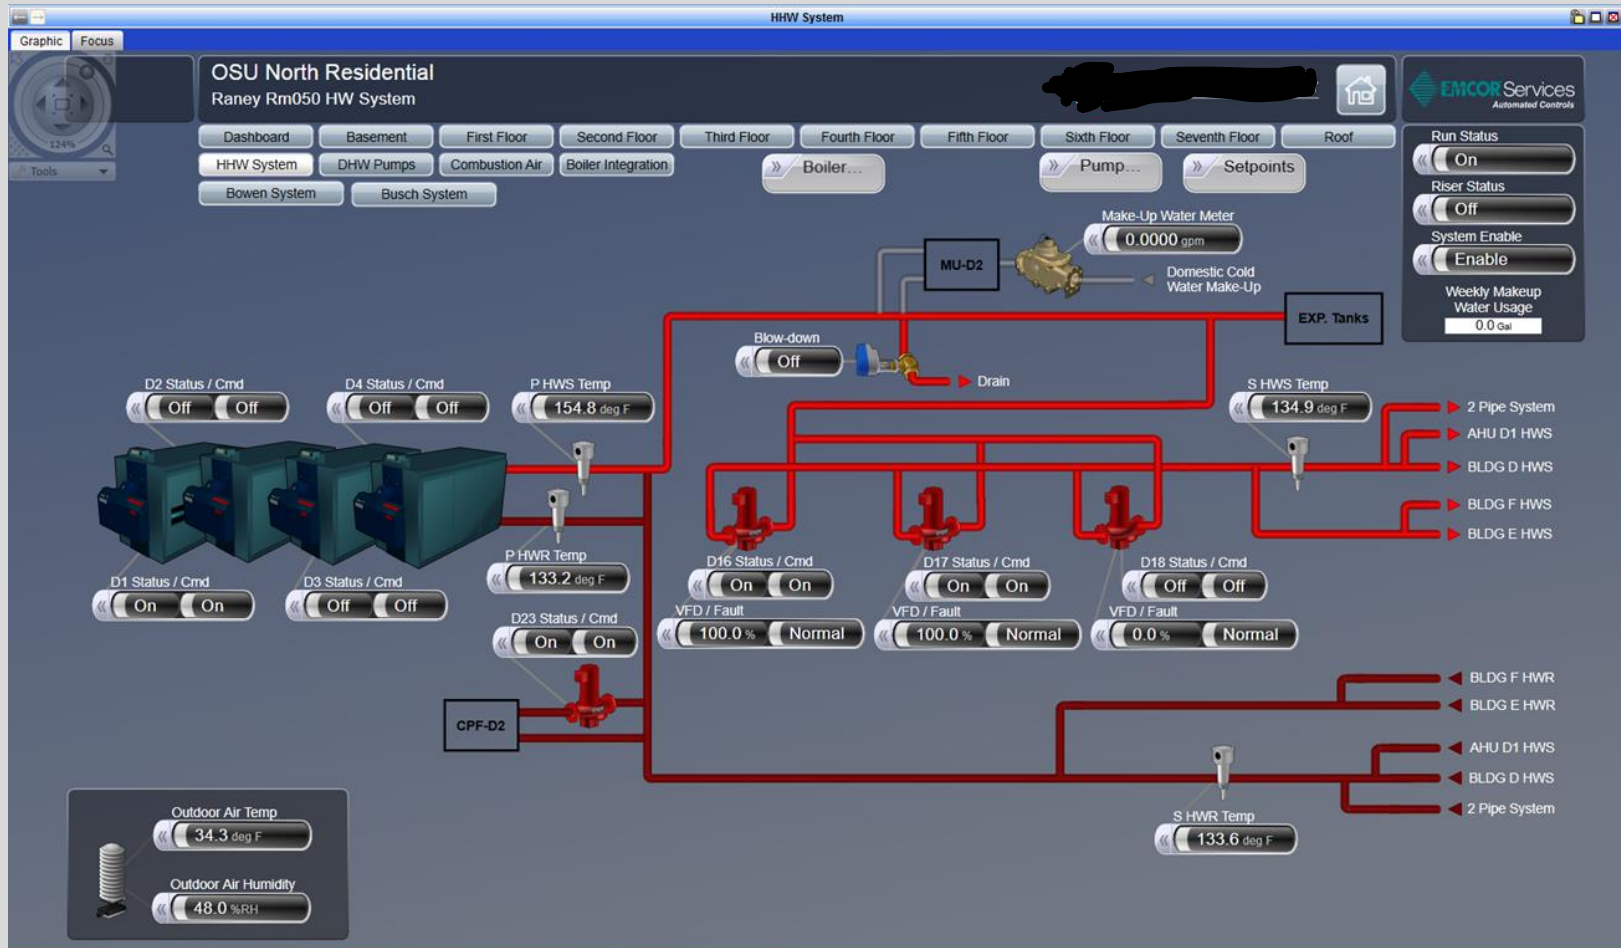 HHW System
Graphic Focus
OSU North Residential
Raney Rm050 HW System
EMCOR Services
Automated Controls
124%
Tools
Dashboard Basement First Floor Second Floor Third Floor Fourth Floor Fifth Floor Sixth Floor Seventh Floor Roof
HHW System DHW Pumps Combustion Air Boiler Integration
Boiler... Pump... Setpoints
Bowen System Busch System
Run Status
On
Riser Status
Off
System Enable
Enable
Weekly Makeup
Water Usage
0.0 Gal
Make-Up Water Meter
0.0000 gpm
MU-D2
Domestic Cold
Water Make-Up
EXP. Tanks
Blow-down
Off
Drain
D2 Status / Cmd
Off Off
D4 Status / Cmd
Off Off
P HWS Temp
154.8 deg F
S HWS Temp
134.9 deg F
2 Pipe System
AHU D1 HWS
BLDG D HWS
BLDG F HWS
BLDG E HWS
P HWR Temp
133.2 deg F
D1 Status / Cmd
On On
D3 Status / Cmd
Off Off
D16 Status / Cmd
On On
VFD / Fault
100.0 % Normal
D17 Status / Cmd
On On
VFD / Fault
100.0 % Normal
D18 Status / Cmd
Off Off
VFD / Fault
0.0 % Normal
D23 Status / Cmd
On On
CPF-D2
BLDG F HWR
BLDG E HWR
AHU D1 HWS
BLDG D HWS
2 Pipe System
S HWR Temp
133.6 deg F
Outdoor Air Temp
34.3 deg F
Outdoor Air Humidity
48.0 %RH